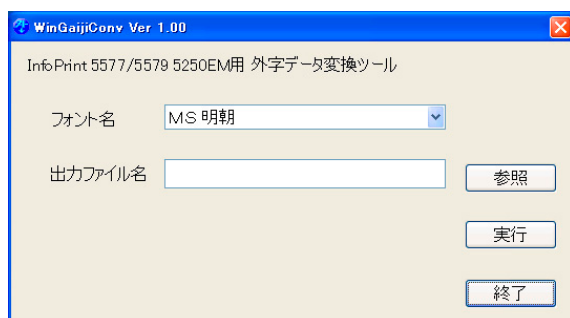 WinGaijiConv Ver 1.00
InfoPrint 5577/5579 5250EM用 外字データ変換ツール
フォント名
MS 明朝
出力ファイル名
参照
実行
終了